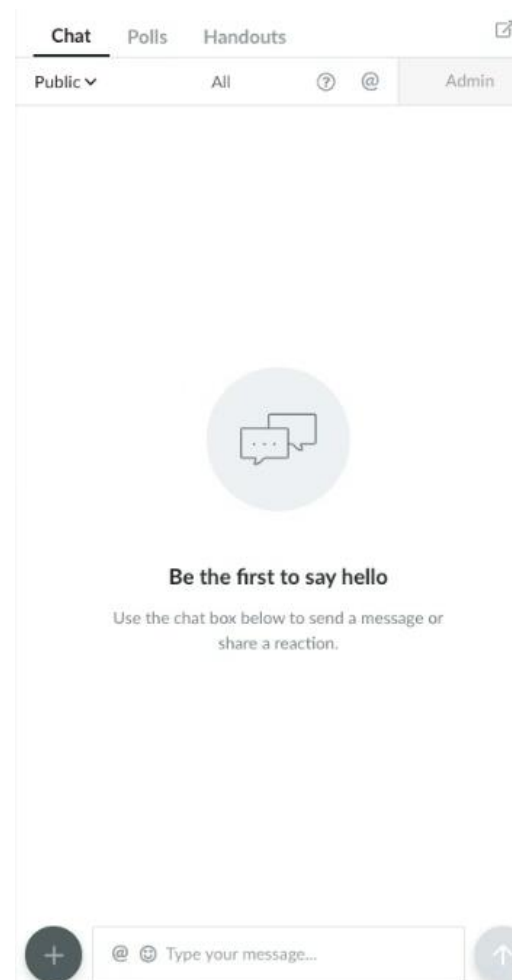 Chat Polls Handouts
Public All @ Admin
Be the first to say hello
Use the chat box below to send a message or
share a reaction.
@ Type your message...